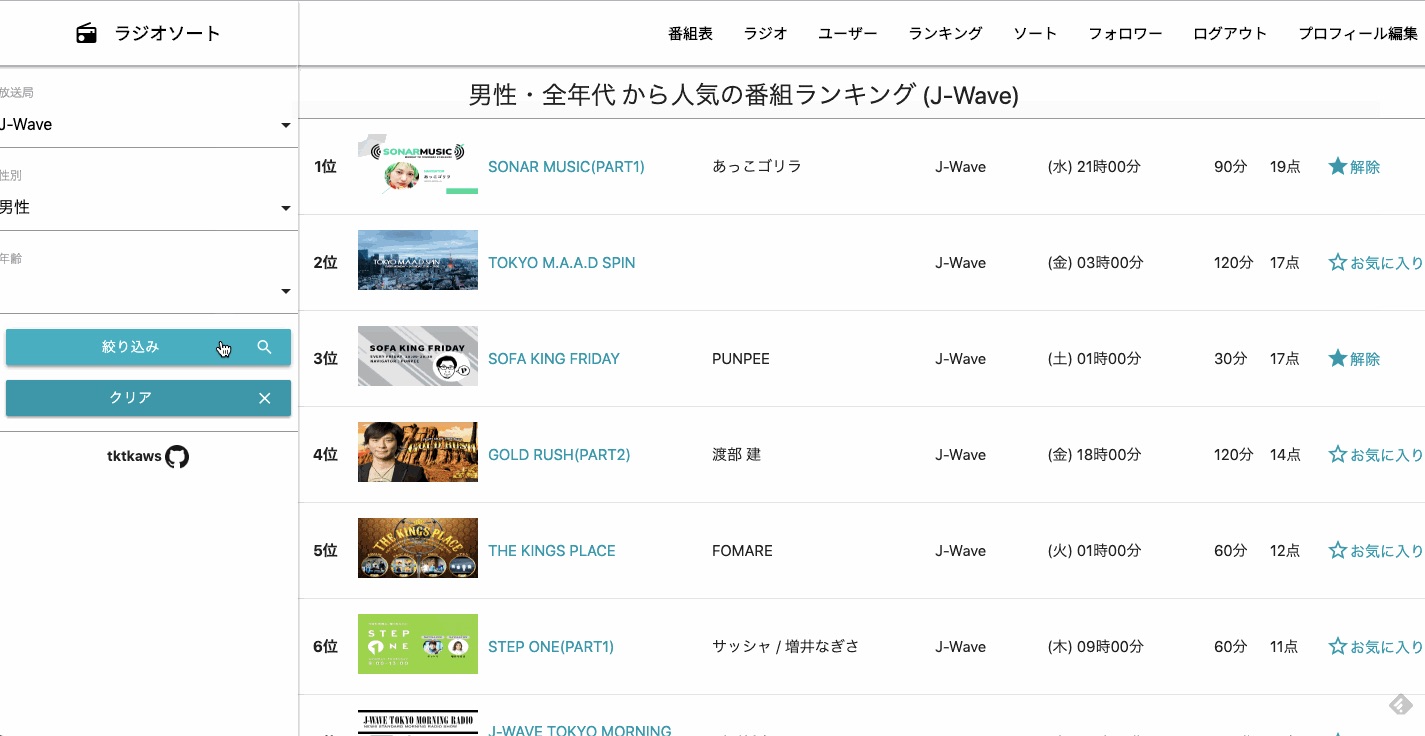 ラジオソート
番組表 ラジオ ユーザー ランキング ソート フォロワー ログアウト プロフィール編集
放送局
J-Wave
性別
男性
年齢
絞り込み
クリア
tktkaws
男性・全年代 から人気の番組ランキング (J-Wave)
1位 SONARMUSIC SONAR MUSIC(PART1) あっこゴリラ J-Wave (水) 21時00分 90分 19点 解除
2位 TOKYO M.A.A.D SPIN TOKYO M.A.A.D SPIN J-Wave (金) 03時00分 120分 17点 お気に入り
3位 SOFA KING FRIDAY SOFA KING FRIDAY PUNPEE J-Wave (土) 01時00分 30分 17点 解除
4位 GOLD RUSH GOLD RUSH(PART2) 渡部 建 J-Wave (金) 18時00分 120分 14点 お気に入り
5位 THE KINGS PLACE THE KINGS PLACE FOMARE J-Wave (火) 01時00分 60分 12点 お気に入り
6位 STEP ONE 9:00-13:00 STEP ONE(PART1) サッシャ / 増井なぎさ J-Wave (木) 09時00分 60分 11点 お気に入り
J-WAVE TOKYO MORNING RADIO J-WAVE TOKYO MORNING